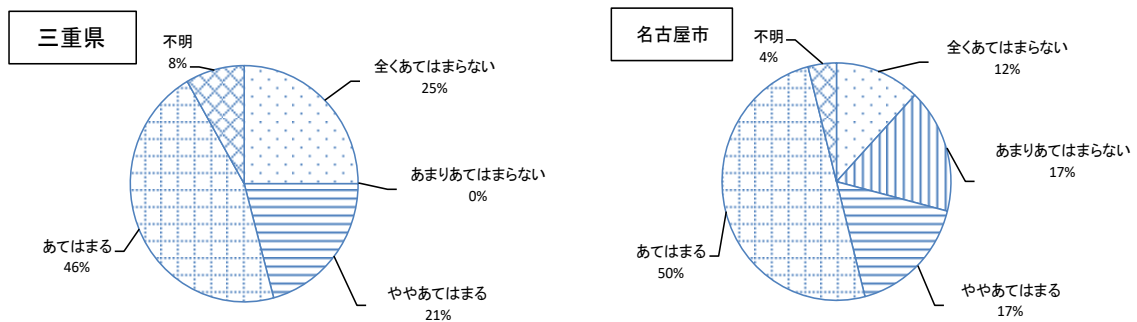 三重県
不明
8%
全くあてはまらない
25%
あまりあてはまらない
0%
あてはまる
46%
ややあてはまる
21%
名古屋市
不明
4%
全くあてはまらない
12%
あまりあてはまらない
17%
あてはまる
50%
ややあてはまる
17%